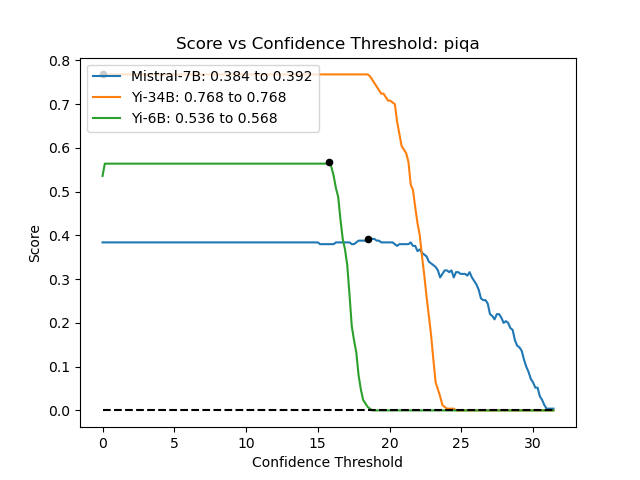 Score vs Confidence Threshold: piqa
Mistral-7B: 0.384 to 0.392
Yi-34B: 0.768 to 0.768
Yi-6B: 0.536 to 0.568
Score
0.8
0.7
0.6
0.5
0.4
0.3
0.2
0.1
0.0
0 5 10 15 20 25 30
Confidence Threshold